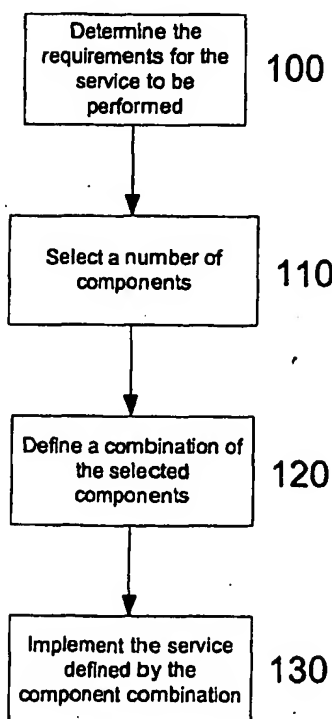 Determine the
requirements for the
service to be
performed
100
Select a number of
components
110
Define a combination of
the selected
components
120
Implement the service
defined by the
component combination
130